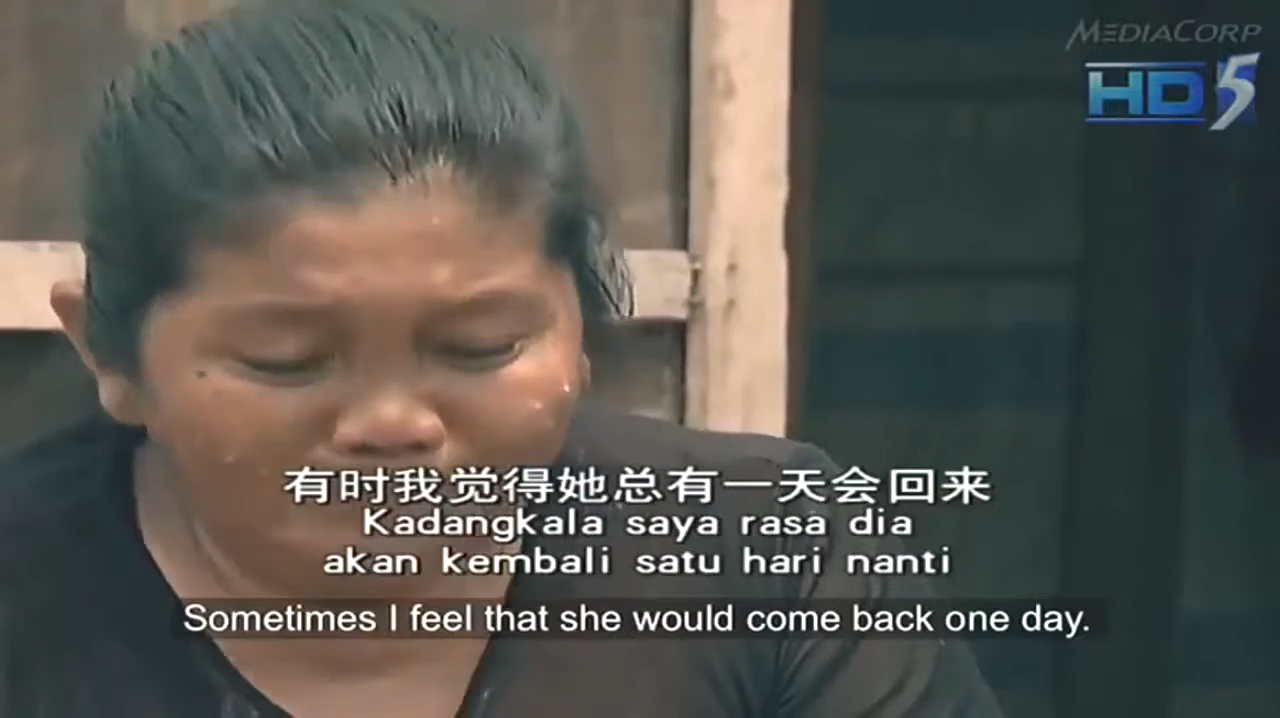 MEDIACORP
HD5
有时我觉得她总有一天会回来
Kadangkala saya rasa dia
akan kembali satu hari nanti
Sometimes I feel that she would come back one day.